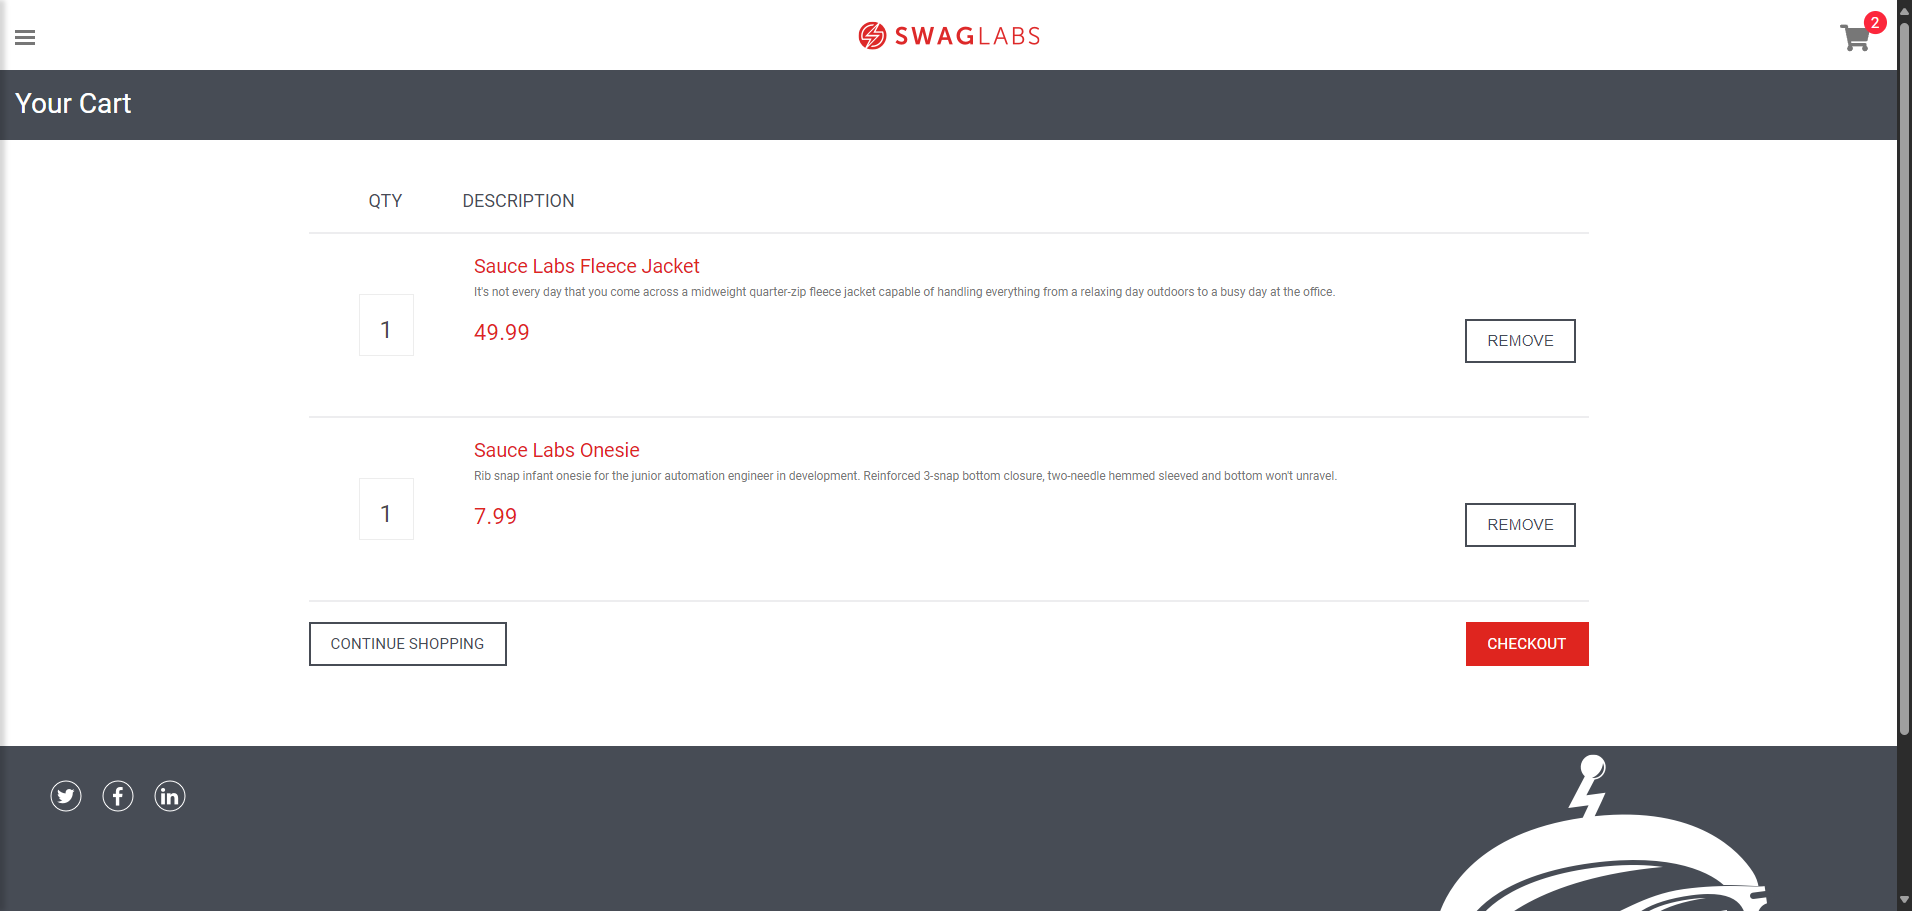 SWAGLABS
2
Your Cart
QTY DESCRIPTION
Sauce Labs Fleece Jacket
It's not every day that you come across a midweight quarter-zip fleece jacket capable of handling everything from a relaxing day outdoors to a busy day at the office.
1
49.99
REMOVE
Sauce Labs Onesie
Rib snap infant onesie for the junior automation engineer in development. Reinforced 3-snap bottom closure, two-needle hemmed sleeved and bottom won't unravel.
1
7.99
REMOVE
CONTINUE SHOPPING CHECKOUT